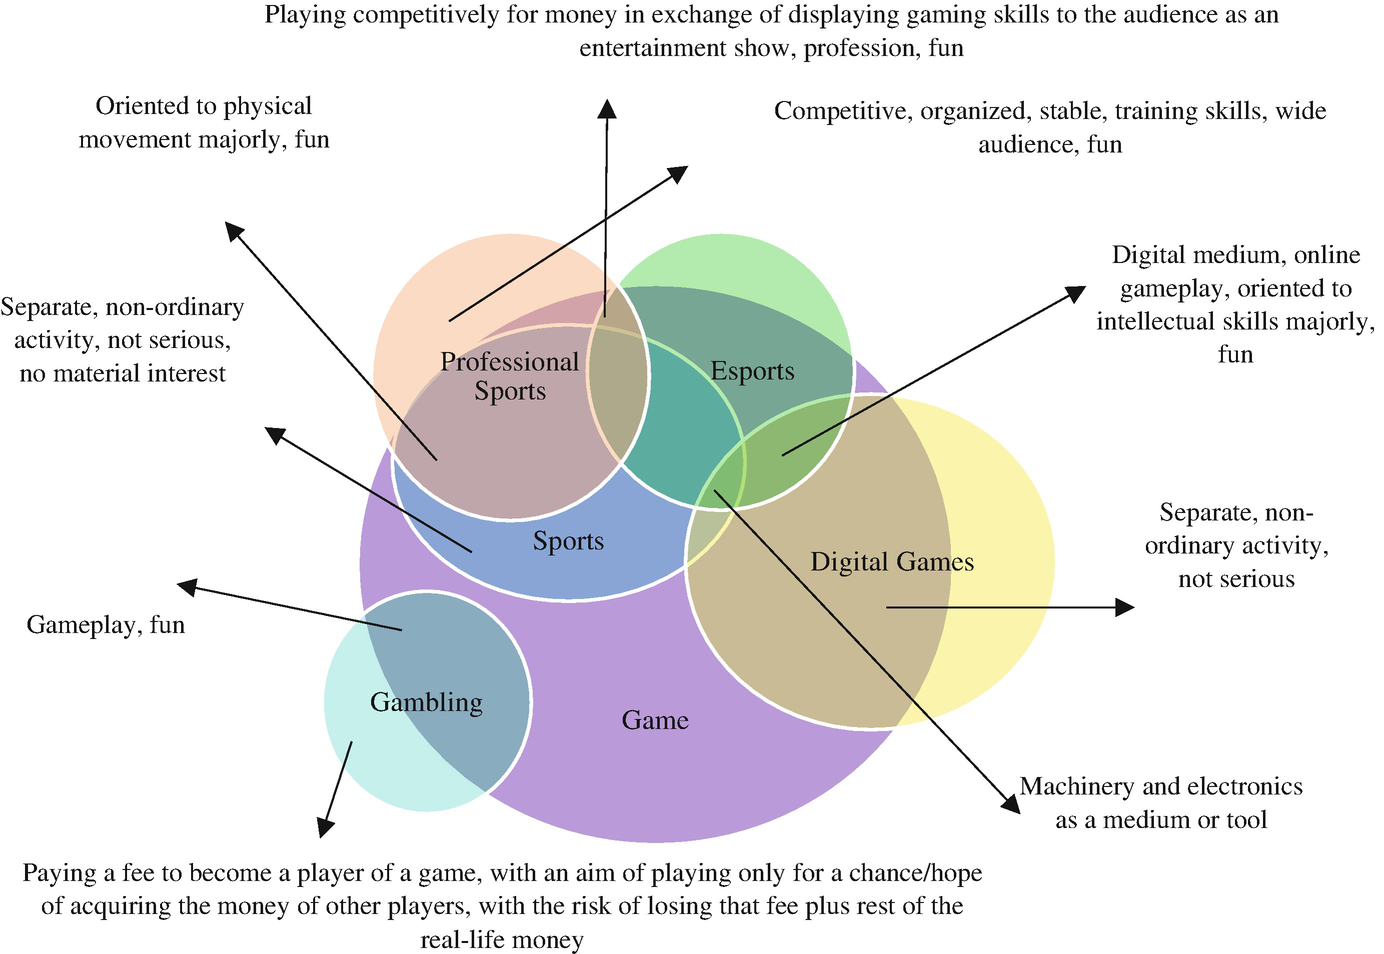 Playing competitively for money in exchange of displaying gaming skills to the audience as an
entertainment show, profession, fun
Oriented to physical
movement majorly, fun
Competitive, organized, stable, training skills, wide
audience, fun
Digital medium, online
gameplay, oriented to
intellectual skills majorly,
fun
Separate, non-ordinary
activity, not serious,
no material interest
Professional
Sports
Esports
Sports
Digital Games
Separate, non-
ordinary activity,
not serious
Gameplay, fun
Gambling
Game
Machinery and electronics
as a medium or tool
Paying a fee to become a player of a game, with an aim of playing only for a chance/hope
of acquiring the money of other players, with the risk of losing that fee plus rest of the
real-life money